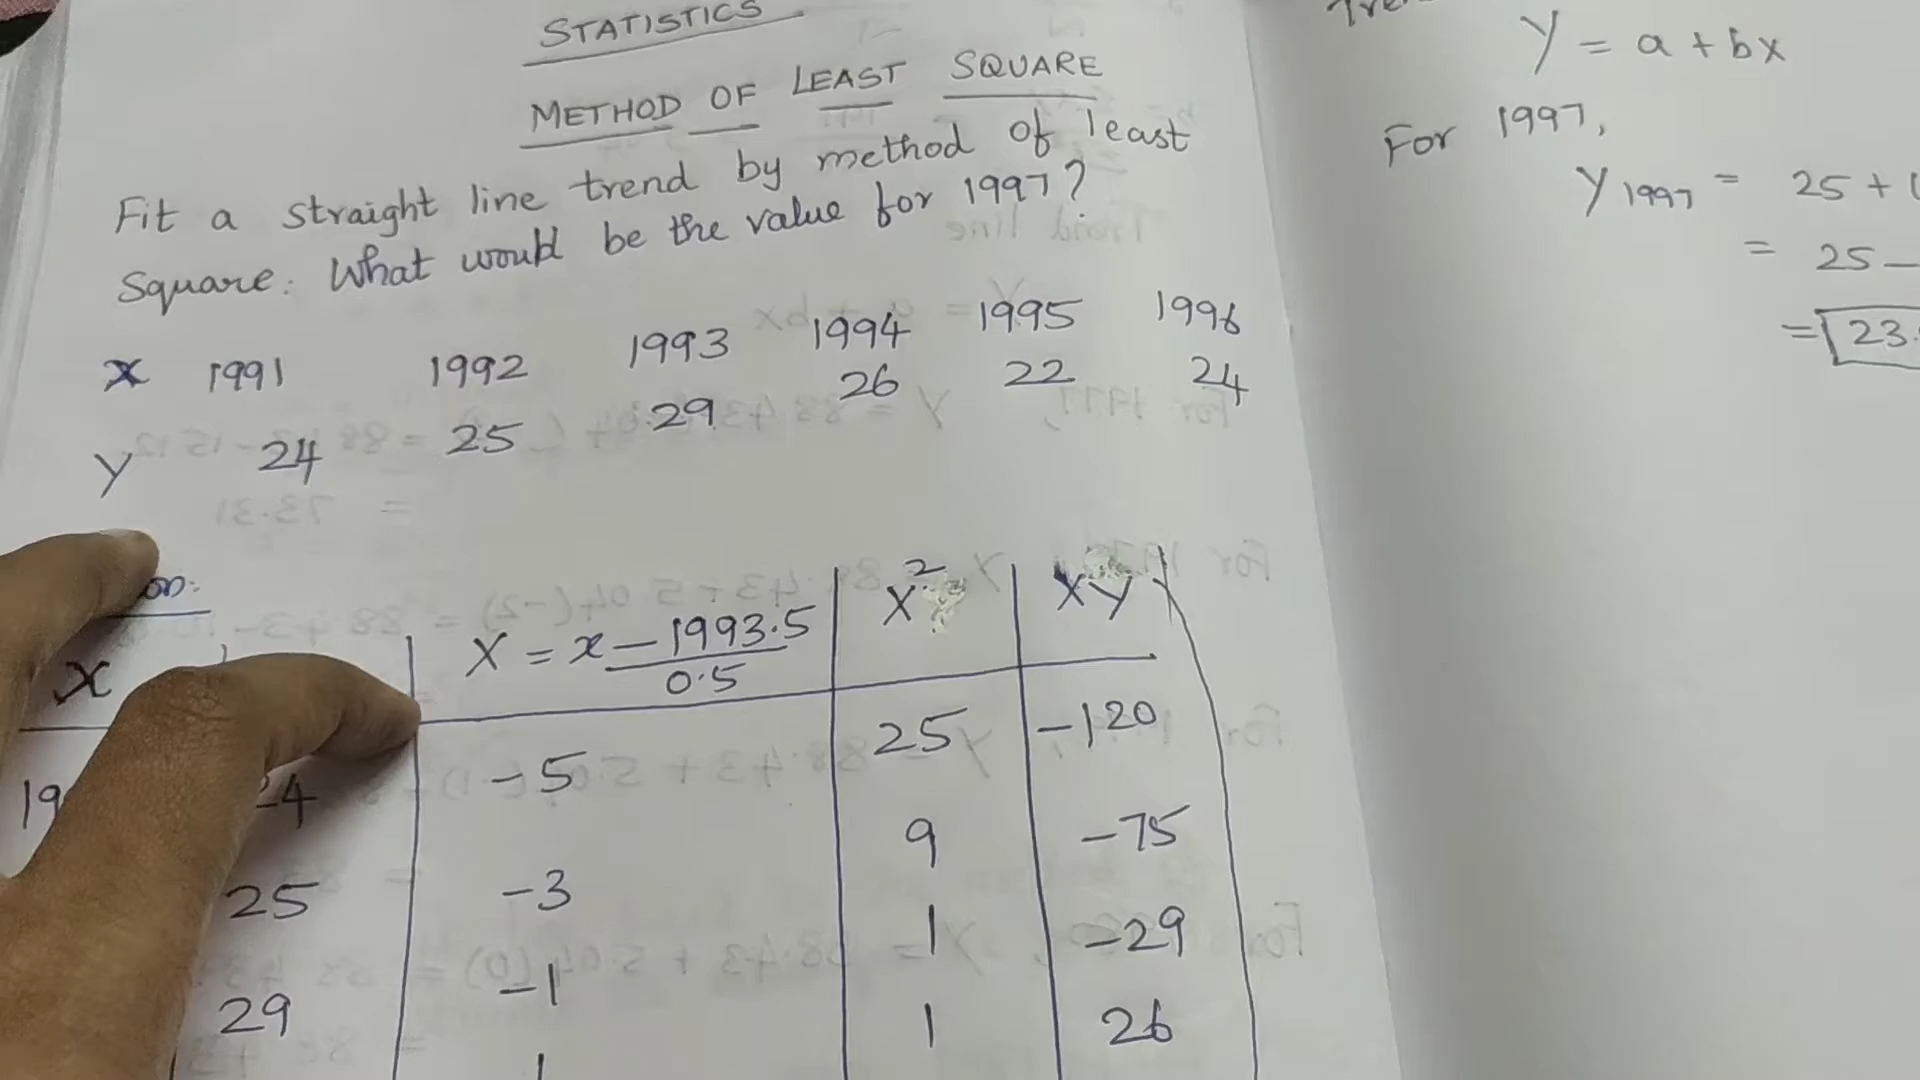 STATISTICS
METHOD OF LEAST SQUARE
Fit a straight line trend by method of least
Square. What would be the value for 1997?
x 1991 1992 1993 1994 1995 1996
Y 24 25 29 26 22 24
x X = x – 1993.5 / 0.5 X² XY
-5 25 -120
25 -3 9 -75
29 -1 1 -29
1 26
Y = a + bx
For 1997,
Y 1997 = 25 +
= 25 –
= 23.